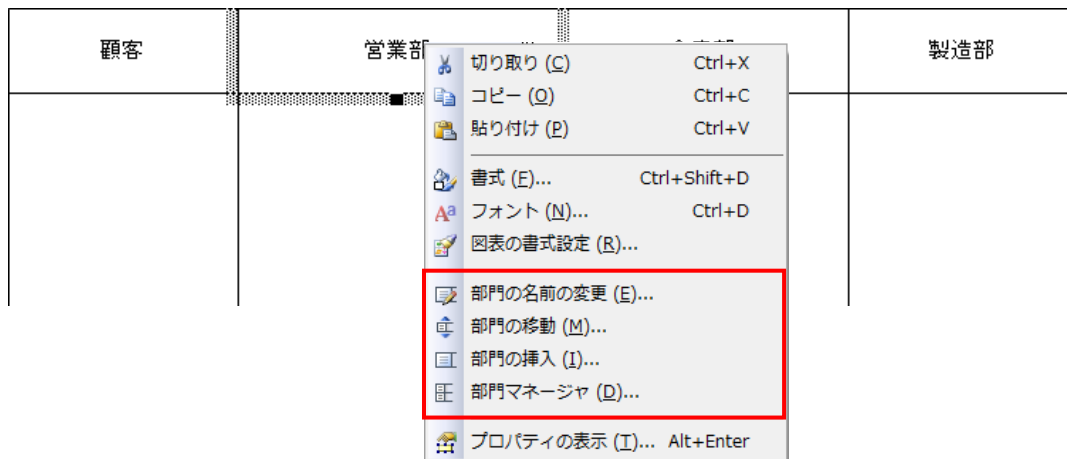 顧客
営業部
製造部
切り取り (C) Ctrl+X
コピー (O) Ctrl+C
貼り付け (P) Ctrl+V
書式 (F)... Ctrl+Shift+D
フォント (N)... Ctrl+D
図表の書式設定 (R)...
部門の名前の変更 (E)...
部門の移動 (M)...
部門の挿入 (I)...
部門マネージャ (D)...
プロパティの表示 (T)... Alt+Enter